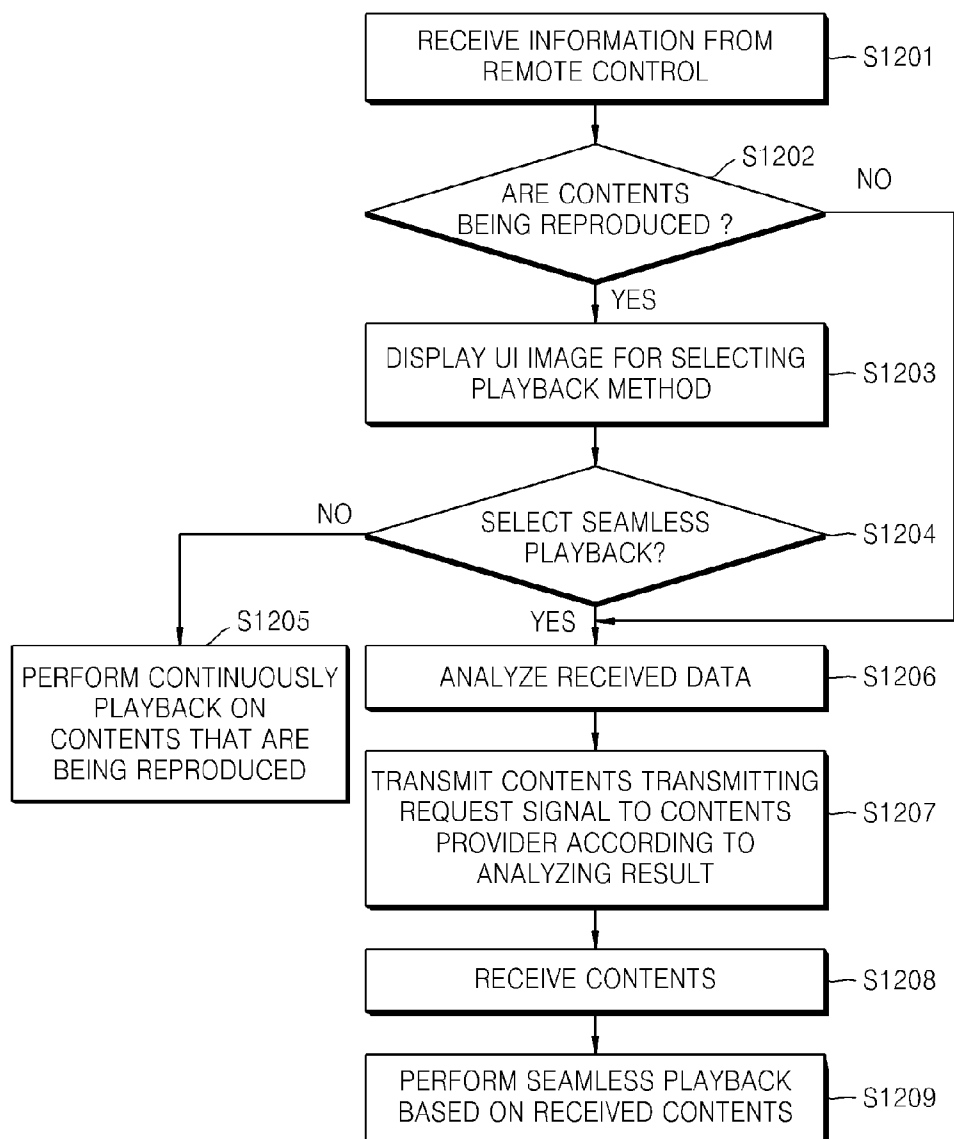 RECEIVE INFORMATION FROM
REMOTE CONTROL
S1201
S1202
ARE CONTENTS
BEING REPRODUCED ?
NO
YES
DISPLAY UI IMAGE FOR SELECTING
PLAYBACK METHOD
S1203
NO
SELECT SEAMLESS
PLAYBACK?
S1204
YES
S1205
PERFORM CONTINUOUSLY
PLAYBACK ON
CONTENTS THAT ARE
BEING REPRODUCED
ANALYZE RECEIVED DATA
S1206
TRANSMIT CONTENTS TRANSMITTING
REQUEST SIGNAL TO CONTENTS
PROVIDER ACCORDING TO
ANALYZING RESULT
S1207
RECEIVE CONTENTS
S1208
PERFORM SEAMLESS PLAYBACK
BASED ON RECEIVED CONTENTS
S1209